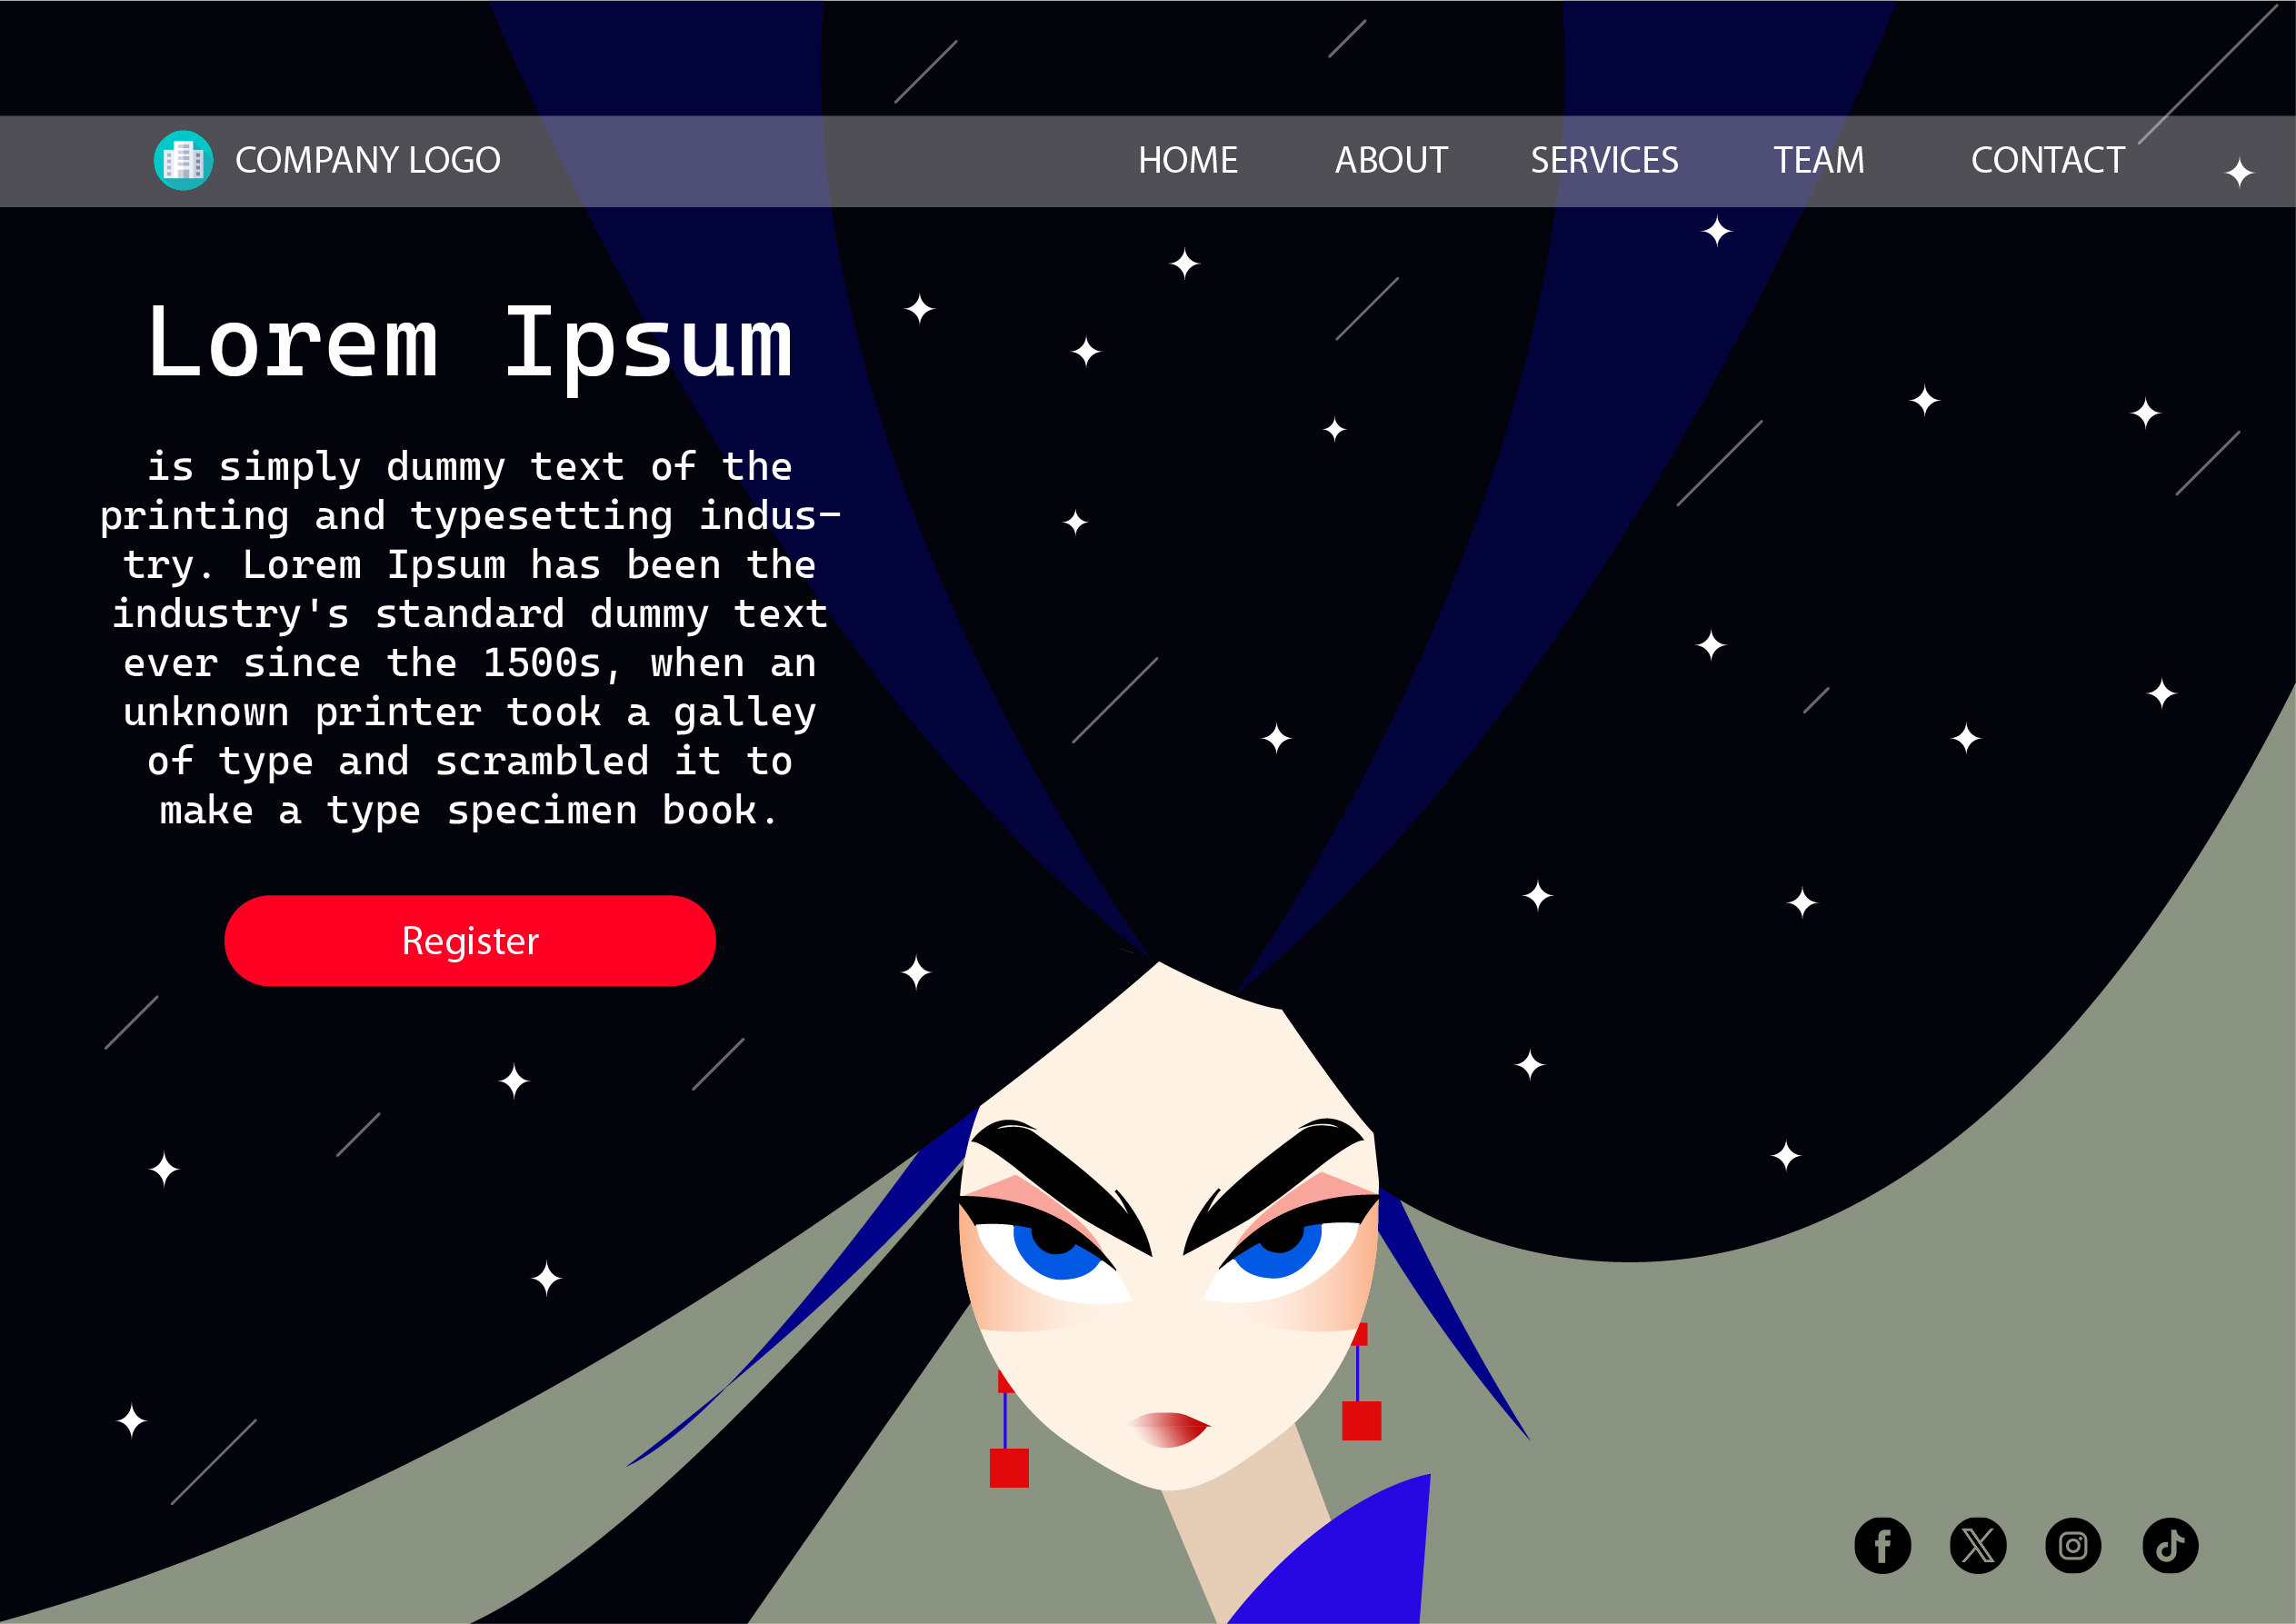 COMPANY LOGO HOME ABOUT SERVICES TEAM CONTACT
Lorem Ipsum
is simply dummy text of the
printing and typesetting indus-
try. Lorem Ipsum has been the
industry's standard dummy text
ever since the 1500s, when an
unknown printer took a galley
of type and scrambled it to
make a type specimen book.
Register